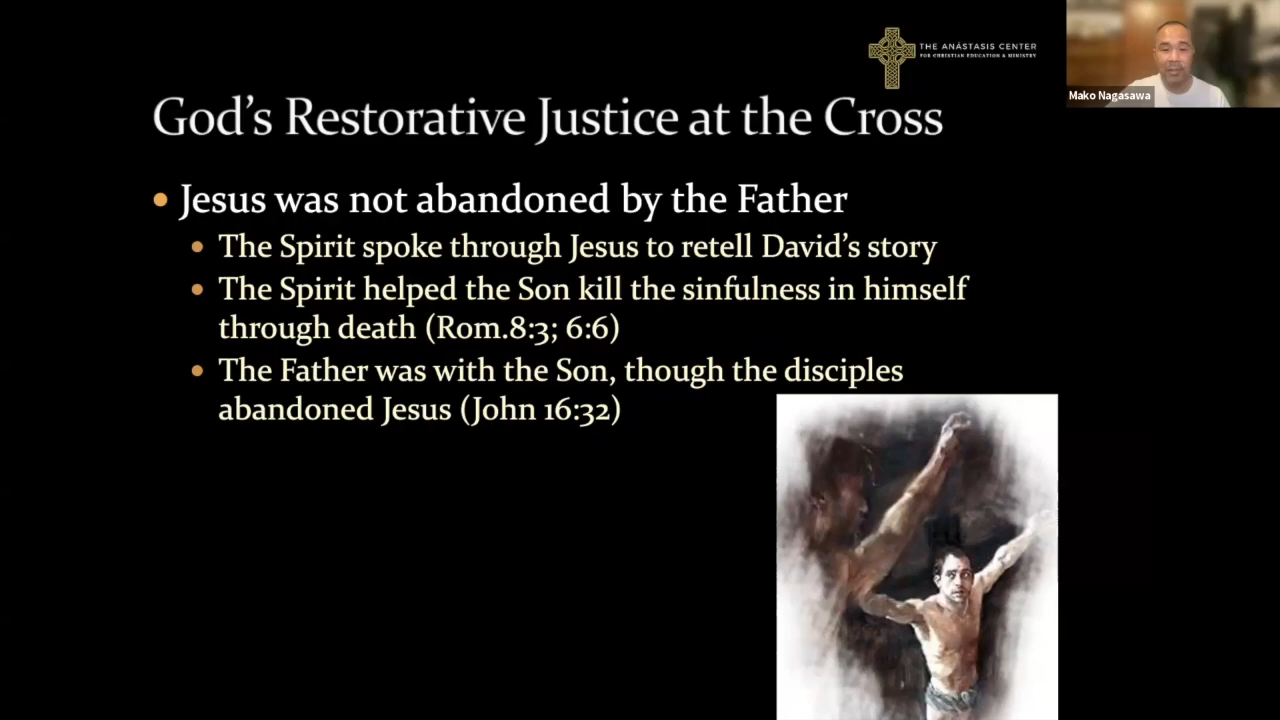 THE ANÁSTASIS CENTER
FOR CHRISTIAN EDUCATION & MINISTRY
Mako Nagasawa
God's Restorative Justice at the Cross
• Jesus was not abandoned by the Father
• The Spirit spoke through Jesus to retell David's story
• The Spirit helped the Son kill the sinfulness in himself
through death (Rom.8:3; 6:6)
• The Father was with the Son, though the disciples
abandoned Jesus (John 16:32)